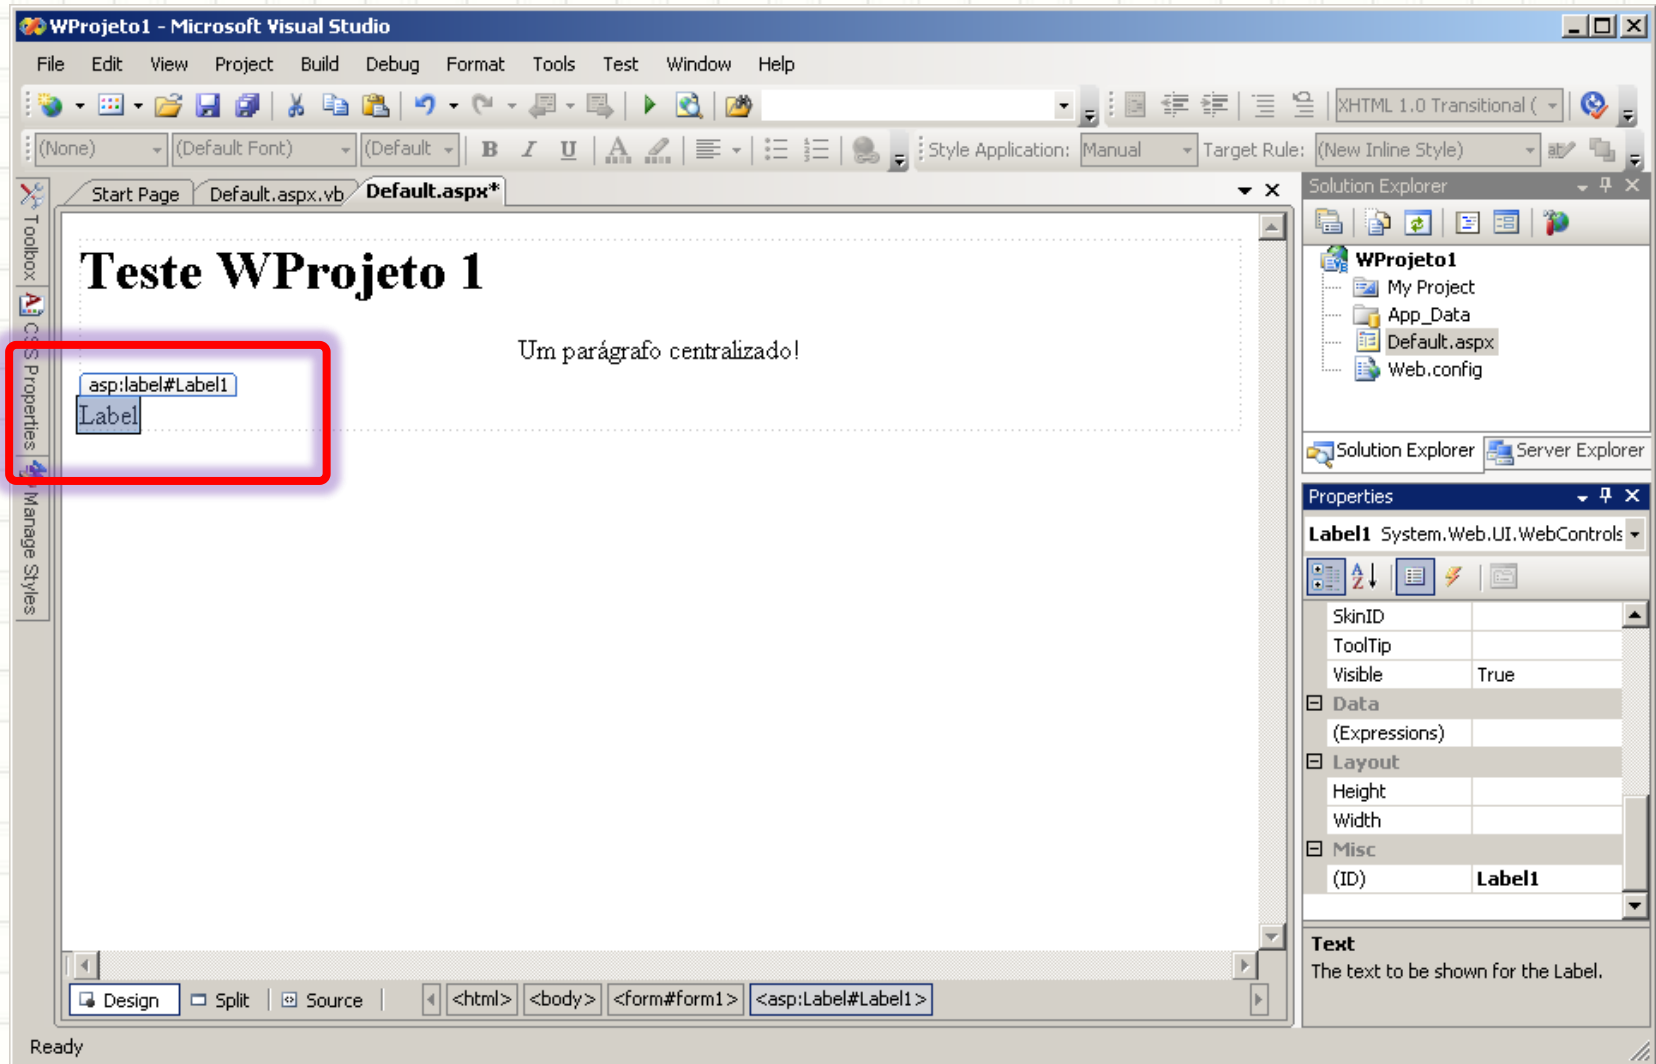 WProjeto1 - Microsoft Visual Studio
File Edit View Project Build Debug Format Tools Test Window Help
XHTML 1.0 Transitional (
(None) (Default Font) (Default B I U Style Application: Manual Target Rule: (New Inline Style)
Start Page Default.aspx.vb Default.aspx*
Toolbox
CSS Properties
Manage Styles
Teste WProjeto 1
Um parágrafo centralizado!
asp:label#Label1
Label
Design Split Source <html> <body> <form#form1> <asp:Label#Label1>
Solution Explorer
WProjeto1
My Project
App_Data
Default.aspx
Web.config
Solution Explorer Server Explorer
Properties
Label1 System.Web.UI.WebControls
SkinID
ToolTip
Visible True
Data
(Expressions)
Layout
Height
Width
Misc
(ID) Label1
Text
The text to be shown for the Label.
Ready